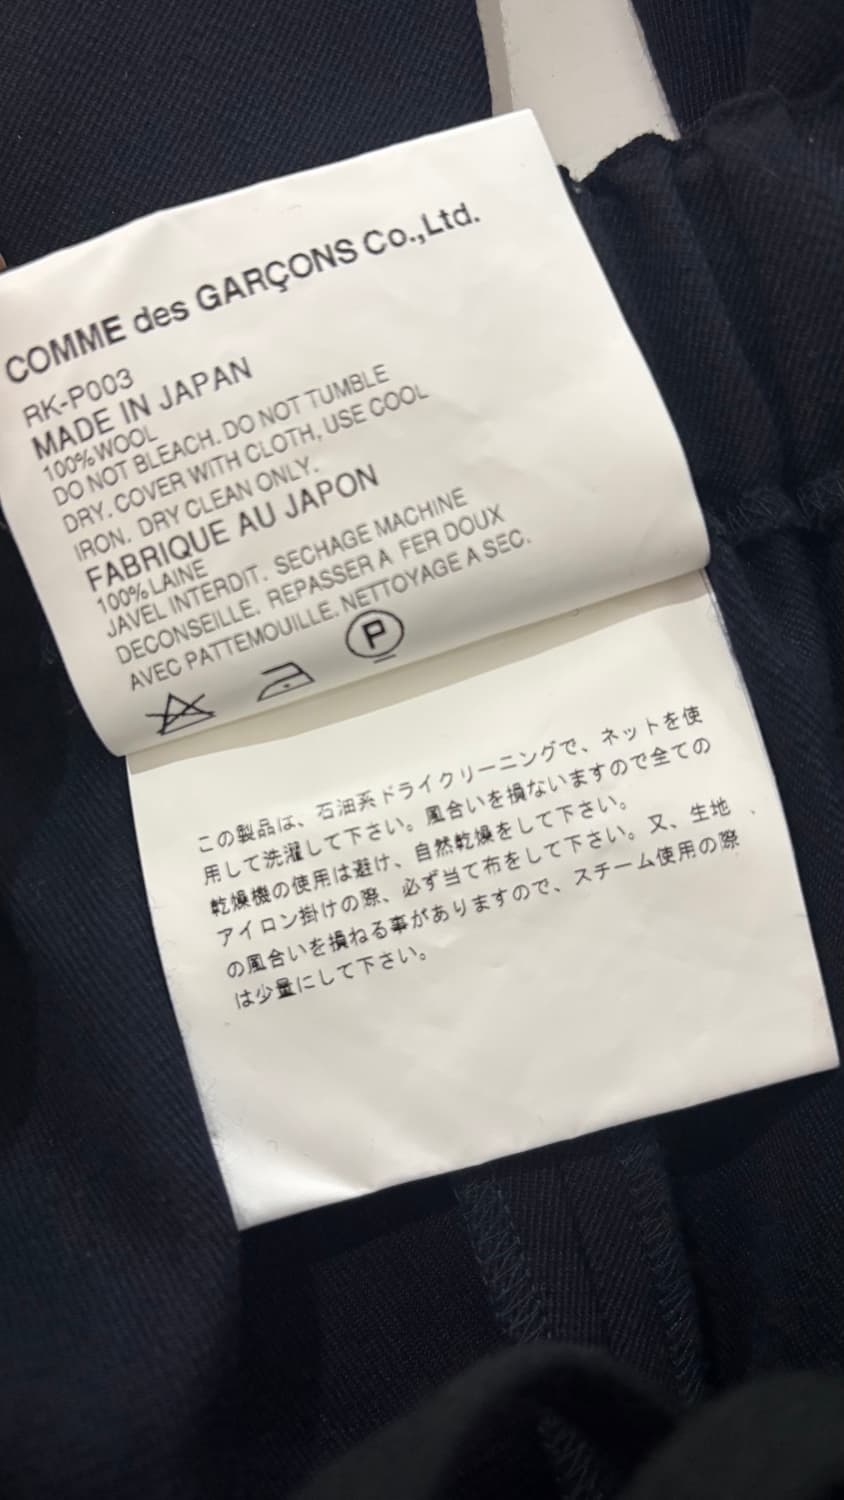 COMME des GARÇONS Co.,Ltd.
RK-P003
MADE IN JAPAN
100%WOOL
DO NOT BLEACH. DO NOT TUMBLE
DRY. COVER WITH CLOTH, USE COOL
IRON. DRY CLEAN ONLY.
FABRIQUE AU JAPON
100%LAINE
JAVEL INTERDIT. SECHAGE MACHINE
DECONSEILLE. REPASSER A FER DOUX
AVEC PATTEMOUILLE. NETTOYAGE A SEC.
P
この製品は、石油系ドライクリーニングで、ネットを使
用して洗濯して下さい。風合いを損ないますので全ての
乾燥機の使用は避け、自然乾燥をして下さい。
アイロン掛けの際、必ず当て布をして下さい。又、生地
の風合いを損ねる事がありますので、スチーム使用の際
は少量にして下さい。